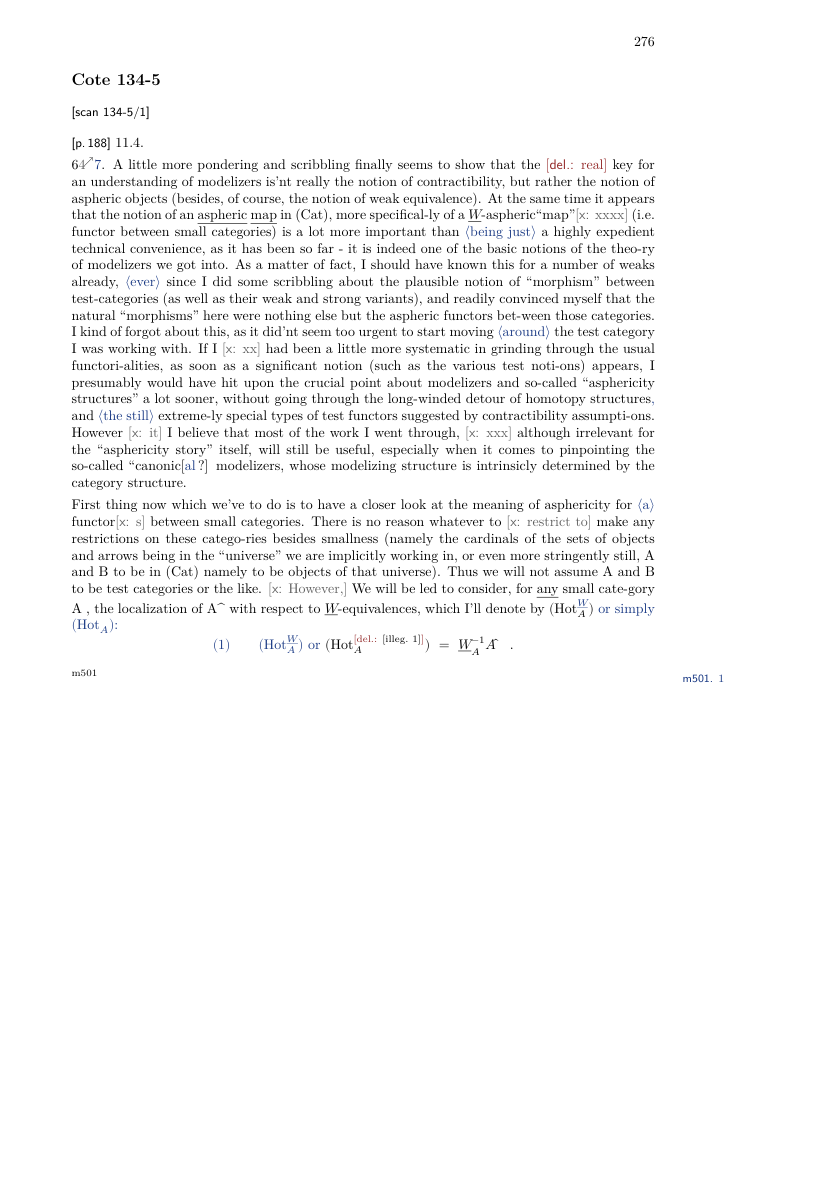 276
Cote 134-5
[scan 134-5/1]
[p. 188] 11.4.
64↗7. A little more pondering and scribbling finally seems to show that the [del.: real] key for
an understanding of modelizers is'nt really the notion of contractibility, but rather the notion of
aspheric objects (besides, of course, the notion of weak equivalence). At the same time it appears
that the notion of an aspheric map in (Cat), more specifical-ly of a W-aspheric“map”[x: xxxx] (i.e.
functor between small categories) is a lot more important than ⟨being just⟩ a highly expedient
technical convenience, as it has been so far - it is indeed one of the basic notions of the theo-ry
of modelizers we got into. As a matter of fact, I should have known this for a number of weaks
already, ⟨ever⟩ since I did some scribbling about the plausible notion of “morphism” between
test-categories (as well as their weak and strong variants), and readily convinced myself that the
natural “morphisms” here were nothing else but the aspheric functors bet-ween those categories.
I kind of forgot about this, as it did'nt seem too urgent to start moving ⟨around⟩ the test category
I was working with. If I [x: xx] had been a little more systematic in grinding through the usual
functori-alities, as soon as a significant notion (such as the various test noti-ons) appears, I
presumably would have hit upon the crucial point about modelizers and so-called “asphericity
structures” a lot sooner, without going through the long-winded detour of homotopy structures,
and ⟨the still⟩ extreme-ly special types of test functors suggested by contractibility assumpti-ons.
However [x: it] I believe that most of the work I went through, [x: xxx] although irrelevant for
the “asphericity story” itself, will still be useful, especially when it comes to pinpointing the
so-called “canonic[al ?] modelizers, whose modelizing structure is intrinsicly determined by the
category structure.
First thing now which we've to do is to have a closer look at the meaning of asphericity for ⟨a⟩
functor[x: s] between small categories. There is no reason whatever to [x: restrict to] make any
restrictions on these catego-ries besides smallness (namely the cardinals of the sets of objects
and arrows being in the “universe” we are implicitly working in, or even more stringently still, A
and B to be in (Cat) namely to be objects of that universe). Thus we will not assume A and B
to be test categories or the like. [x: However,] We will be led to consider, for any small cate-gory
A , the localization of A^ with respect to W-equivalences, which I'll denote by (Hot_A^W) or simply
(Hot_A):
(1) (Hot_A^W) or (Hot_A^[del.: [illeg. 1]]) = W_A^{-1}A^ .
m501
m501. 1